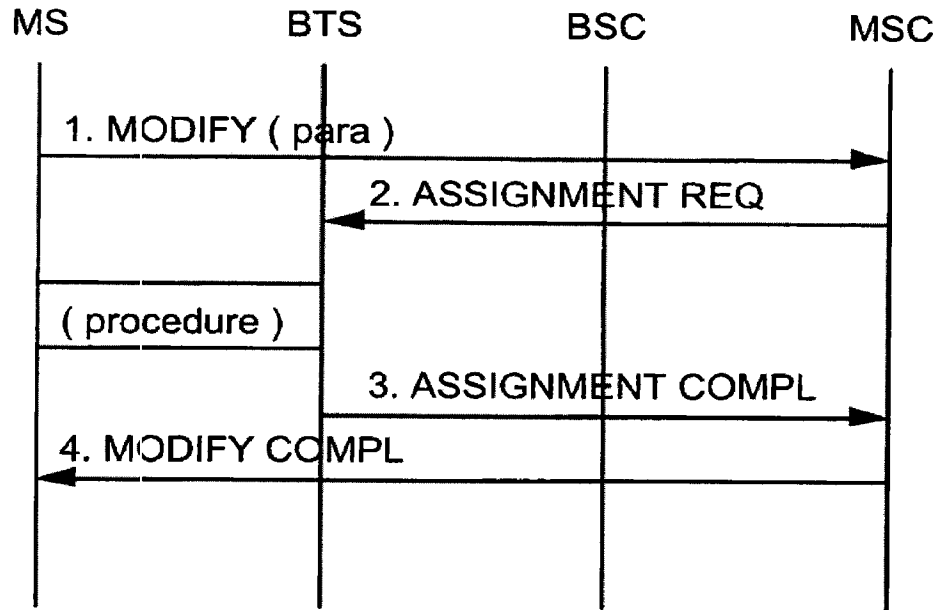 MS BTS BSC MSC
1. MODIFY ( para )
2. ASSIGNMENT REQ
( procedure )
3. ASSIGNMENT COMPL
4. MODIFY COMPL